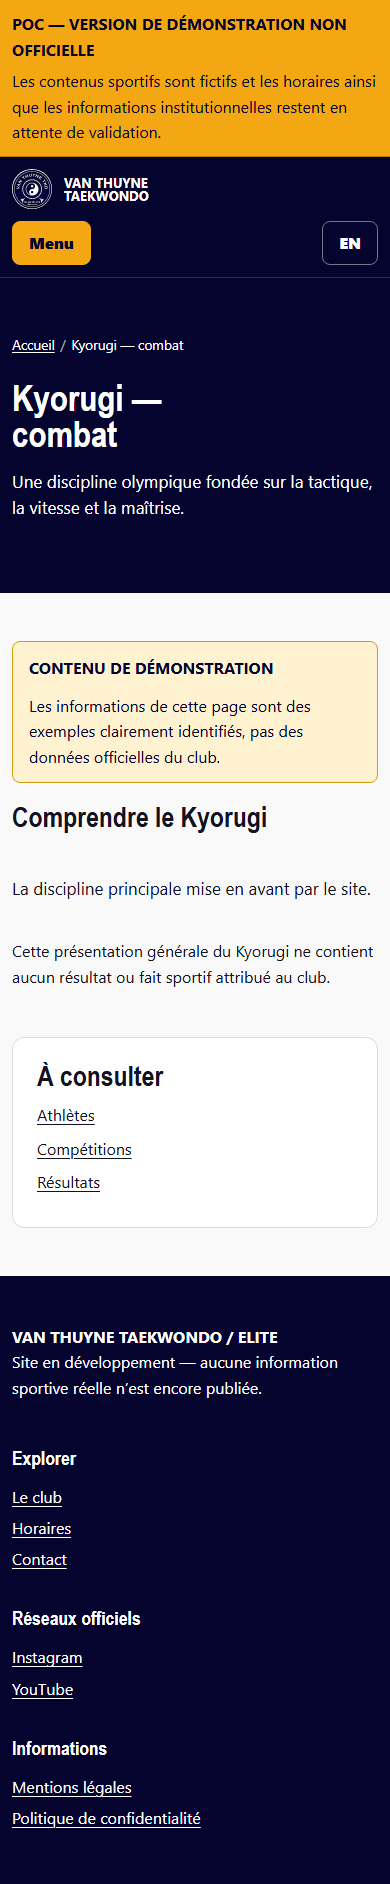 POC — VERSION DE DÉMONSTRATION NON
OFFICIELLE
Les contenus sportifs sont fictifs et les horaires ainsi
que les informations institutionnelles restent en
attente de validation.
VAN THUYNE
TAEKWONDO
Menu
EN
Accueil / Kyorugi — combat
Kyorugi —
combat
Une discipline olympique fondée sur la tactique,
la vitesse et la maîtrise.
CONTENU DE DÉMONSTRATION
Les informations de cette page sont des
exemples clairement identifiés, pas des
données officielles du club.
Comprendre le Kyorugi
La discipline principale mise en avant par le site.
Cette présentation générale du Kyorugi ne contient
aucun résultat ou fait sportif attribué au club.
À consulter
Athlètes
Compétitions
Résultats
VAN THUYNE TAEKWONDO / ELITE
Site en développement — aucune information
sportive réelle n’est encore publiée.
Explorer
Le club
Horaires
Contact
Réseaux officiels
Instagram
YouTube
Informations
Mentions légales
Politique de confidentialité